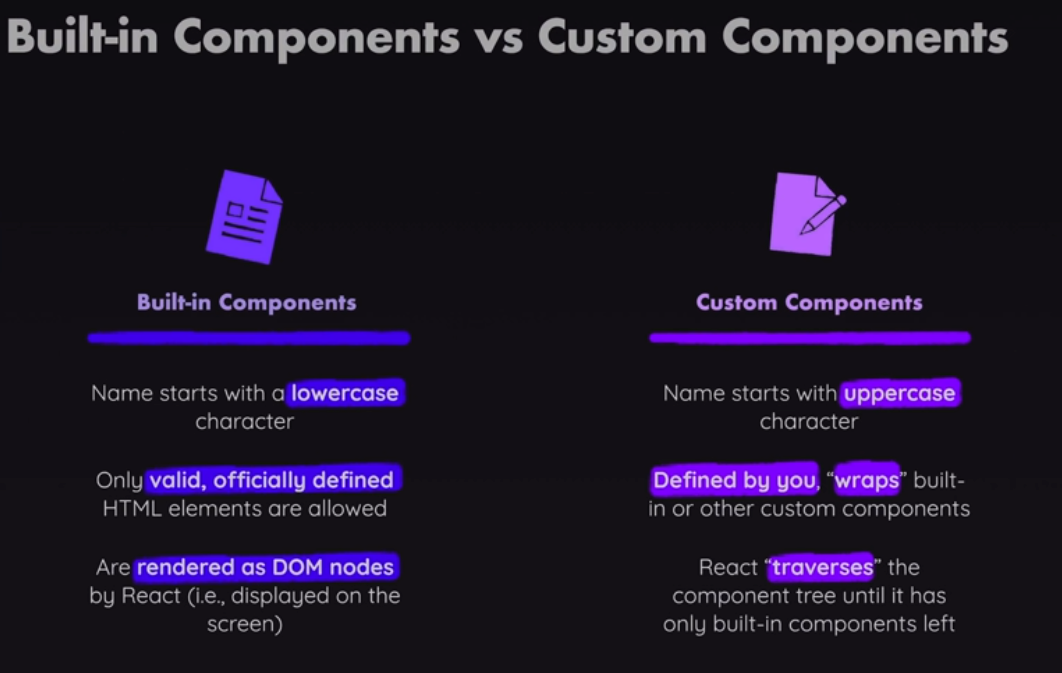 Built-in Components vs Custom Components
Built-in Components
Name starts with a lowercase
character
Only valid, officially defined
HTML elements are allowed
Are rendered as DOM nodes
by React (i.e., displayed on the
screen)
Custom Components
Name starts with uppercase
character
Defined by you, “wraps” built-
in or other custom components
React “traverses” the
component tree until it has
only built-in components left